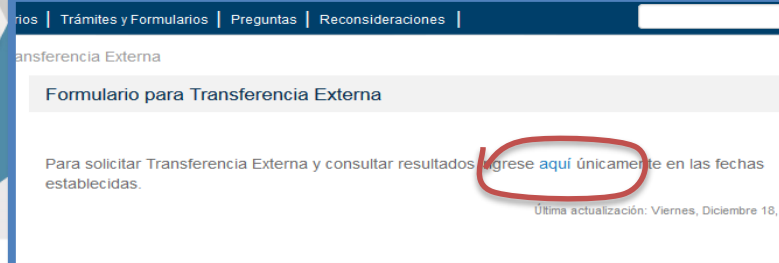 rios | Trámites y Formularios | Preguntas | Reconsideraciones |
ansferencia Externa
Formulario para Transferencia Externa
Para solicitar Transferencia Externa y consultar resultados ingrese aquí únicamente en las fechas
establecidas.
Última actualización: Viernes, Diciembre 18,